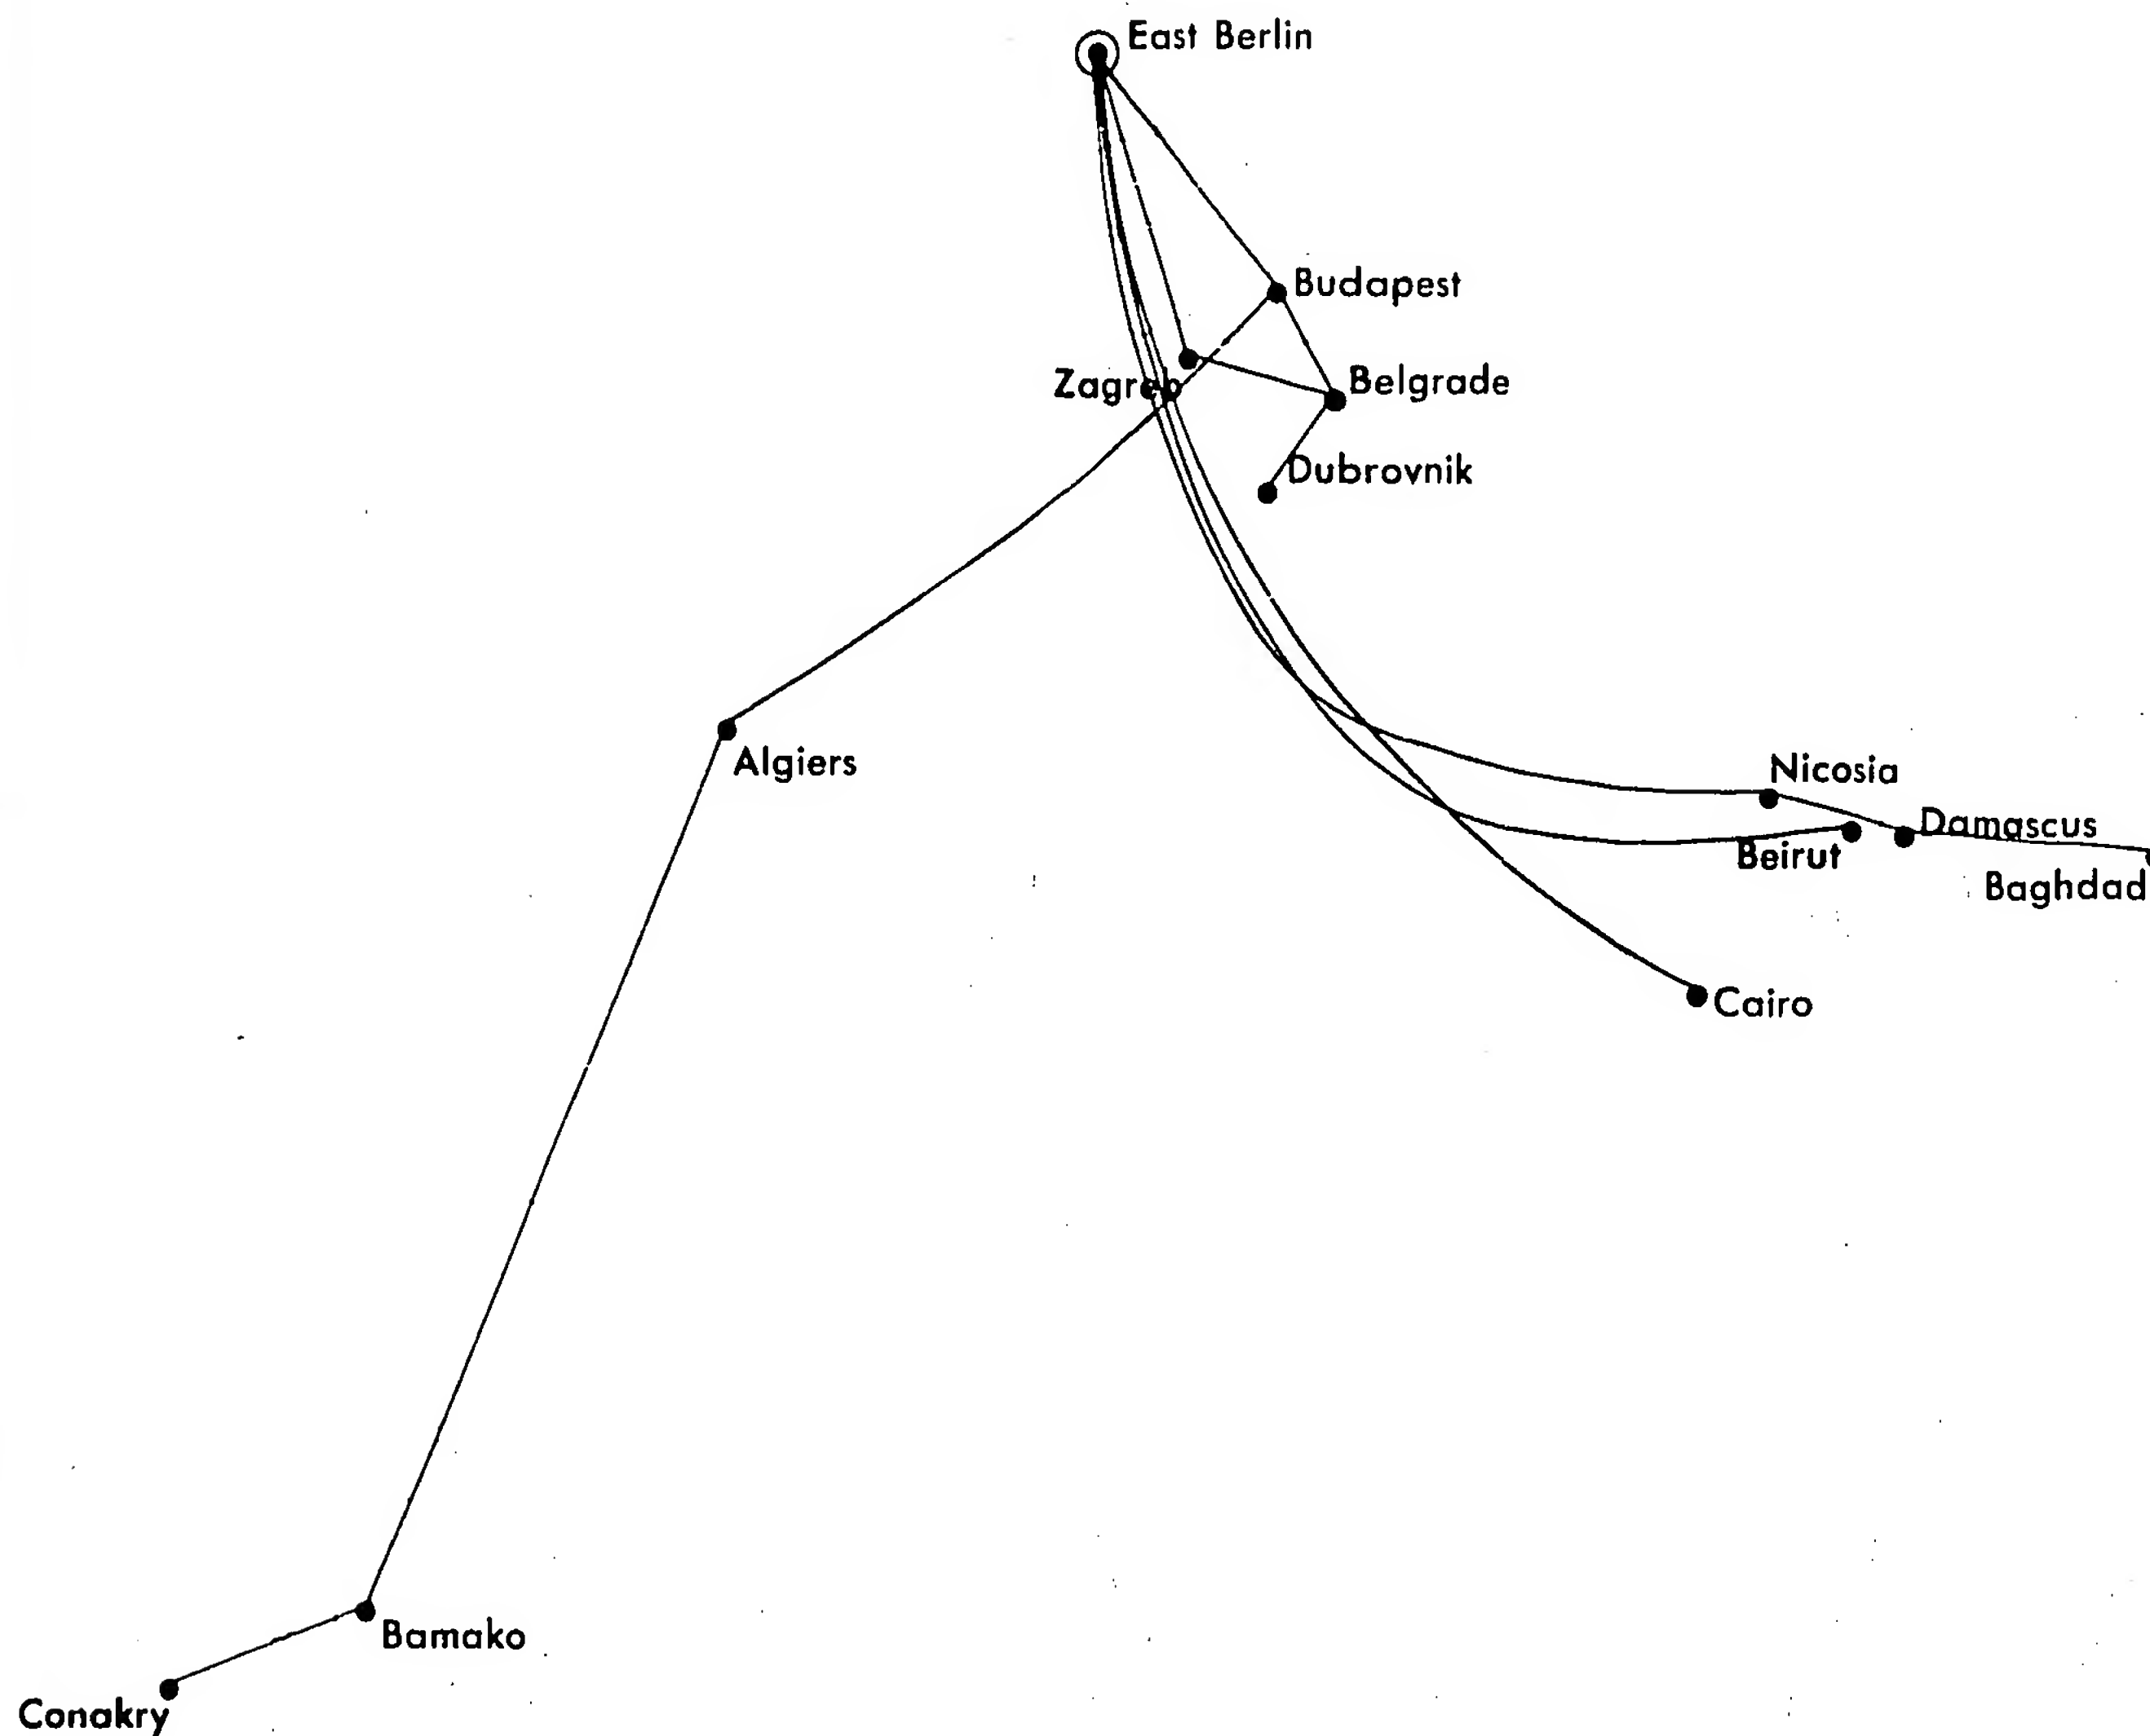 East Berlin
Budapest
Zagreb
Belgrade
Dubrovnik
Algiers
Nicosia
Damascus
Beirut
Baghdad
Cairo
Bamako
Conakry